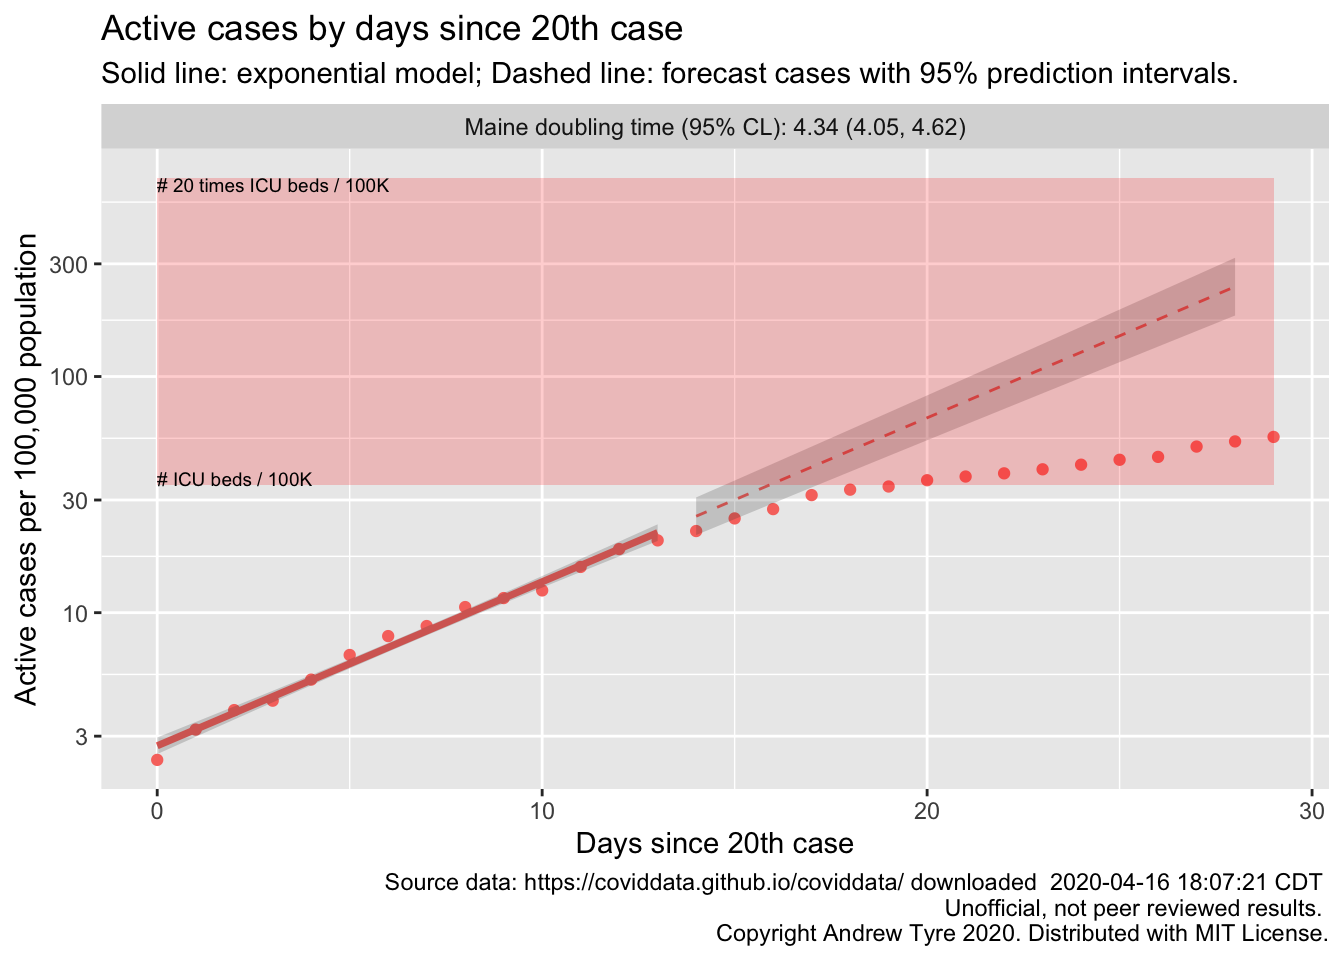 Active cases by days since 20th case
Solid line: exponential model; Dashed line: forecast cases with 95% prediction intervals.
Maine doubling time (95% CL): 4.34 (4.05, 4.62)
# 20 times ICU beds / 100K
300
100
# ICU beds / 100K
30
10
3
Active cases per 100,000 population
0 10 20 30
Days since 20th case
Source data: https://coviddata.github.io/coviddata/ downloaded  2020-04-16 18:07:21 CDT
Unofficial, not peer reviewed results.
Copyright Andrew Tyre 2020. Distributed with MIT License.